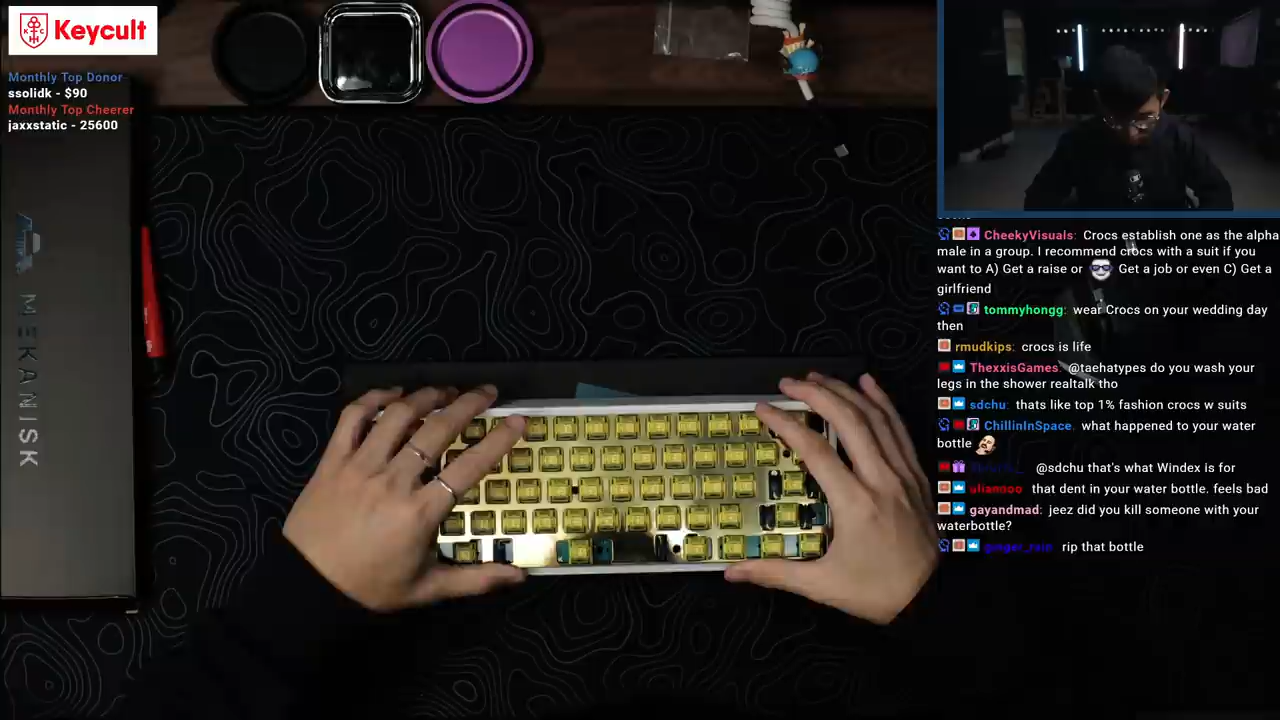 Keycult
Monthly Top Donor
ssolidk - $90
Monthly Top Cheerer
jaxxstatic - 25600
MEKANISK
CheekyVisuals: Crocs establish one as the alpha
male in a group. I recommend crocs with a suit if you
want to A) Get a raise or Get a job or even C) Get a
girlfriend
tommyhongg: wear Crocs on your wedding day
then
rmudkips: crocs is life
ThexxisGames: @taehatypes do you wash your
legs in the shower realtalk tho
sdchu: thats like top 1% fashion crocs w suits
ChillinInSpace: what happened to your water
bottle
@sdchu that's what Windex is for
uliannoo: that dent in your water bottle. feels bad
gayandmad: jeez did you kill someone with your
waterbottle?
rip that bottle